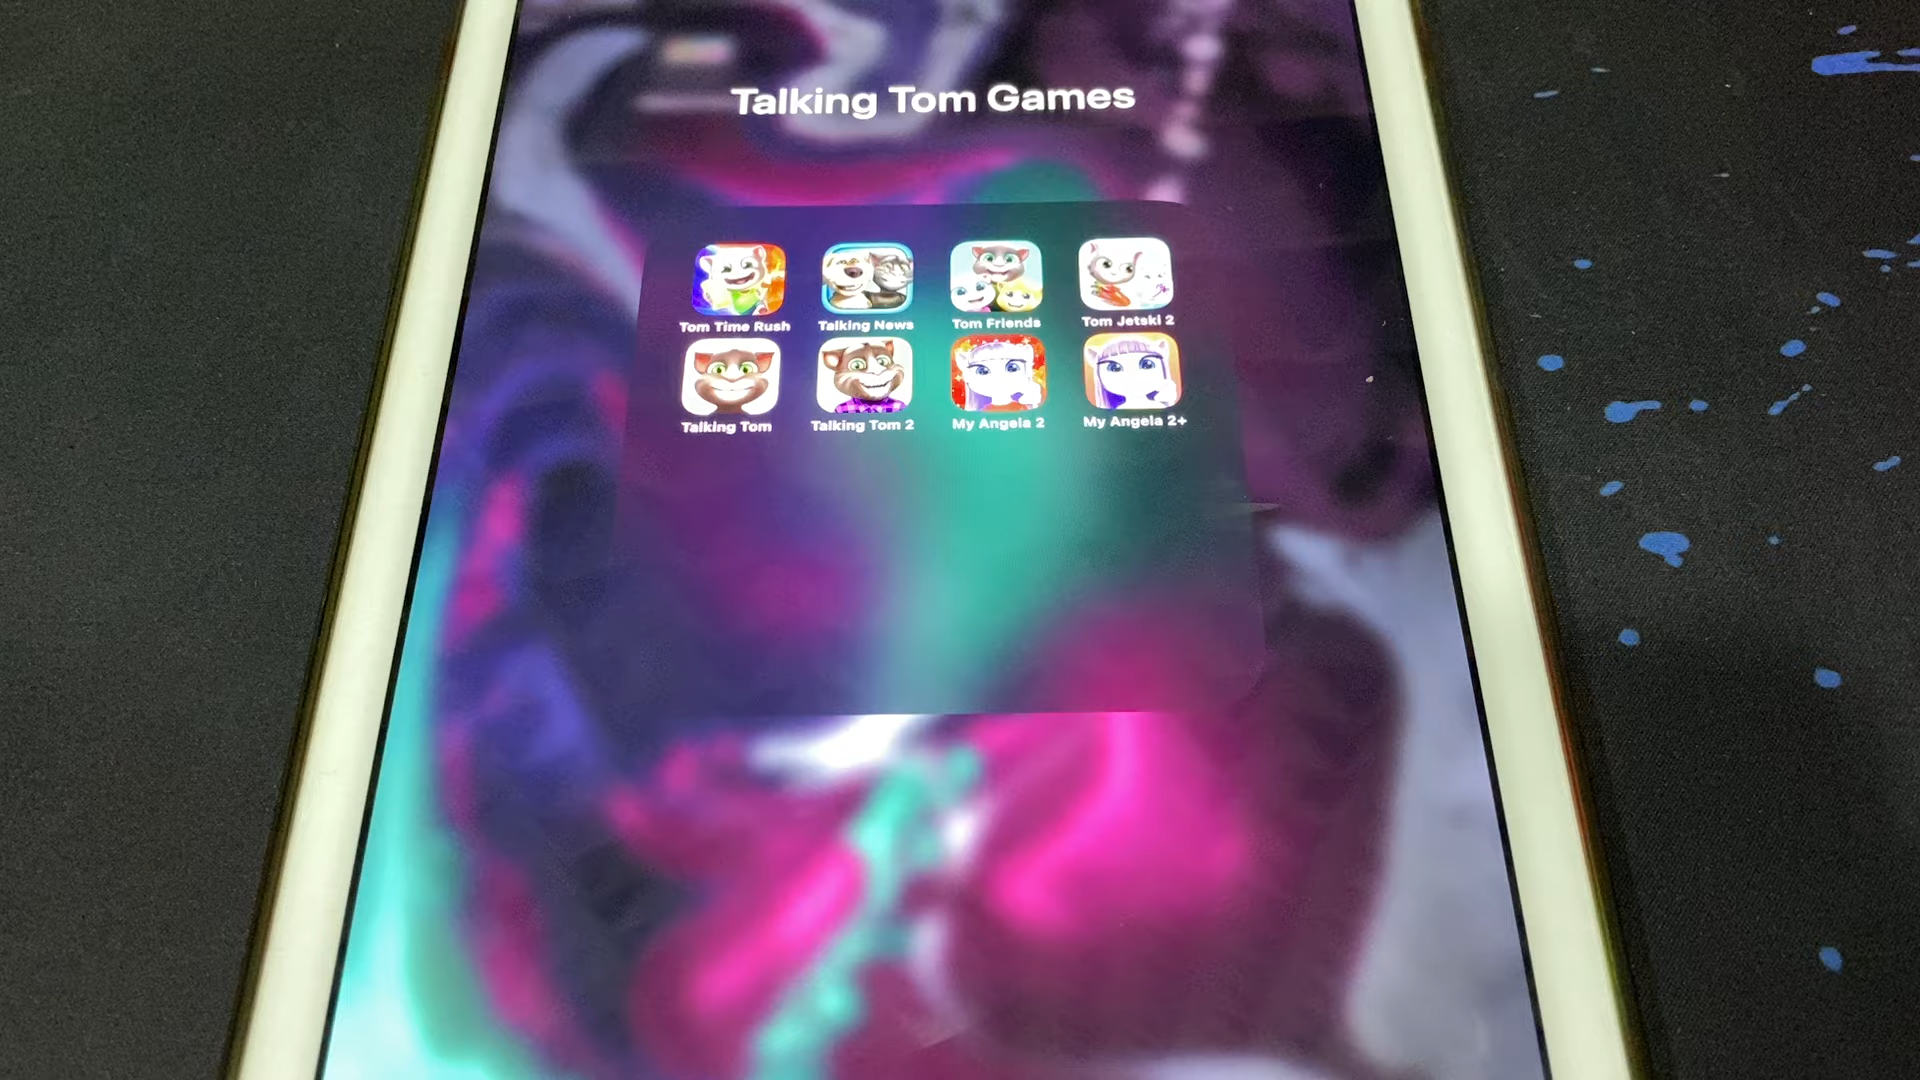 Talking Tom Games
Tom Time Rush
Talking News
Tom Friends
Tom Jetski 2
Talking Tom
Talking Tom 2
My Angela 2
My Angela 2+